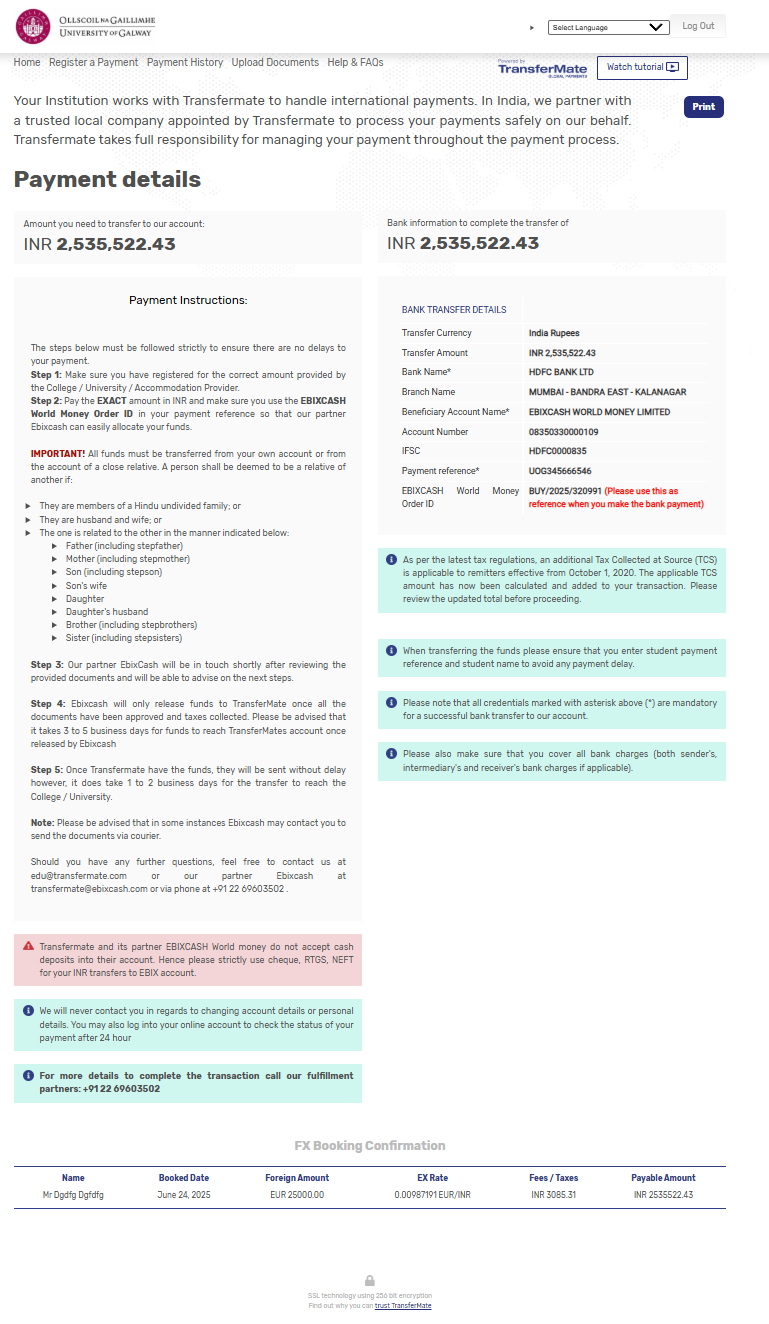 OLLSCOIL NA GAILLIMHE
UNIVERSITY OF GALWAY
Select Language
Log Out
Home Register a Payment Payment History Upload Documents Help & FAQs
Powered by
TransferMate
GLOBAL PAYMENTS
Watch tutorial
Your Institution works with Transfermate to handle international payments. In India, we partner with
a trusted local company appointed by Transfermate to process your payments safely on our behalf.
Transfermate takes full responsibility for managing your payment throughout the payment process.
Print
Payment details
Amount you need to transfer to our account:
INR 2,535,522.43
Payment Instructions:
The steps below must be followed strictly to ensure there are no delays to
your payment.
Step 1: Make sure you have registered for the correct amount provided by
the College / University / Accommodation Provider.
Step 2: Pay the EXACT amount in INR and make sure you use the EBIXCASH
World Money Order ID in your payment reference so that our partner
Ebixcash can easily allocate your funds.
IMPORTANT! All funds must be transferred from your own account or from
the account of a close relative. A person shall be deemed to be a relative of
another if:
They are members of a Hindu undivided family; or
They are husband and wife; or
The one is related to the other in the manner indicated below:
Father (including stepfather)
Mother (including stepmother)
Son (including stepson)
Son's wife
Daughter
Daughter's husband
Brother (including stepbrothers)
Sister (including stepsisters)
Step 3: Our partner EbixCash will be in touch shortly after reviewing the
provided documents and will be able to advise on the next steps.
Step 4: Ebixcash will only release funds to TransferMate once all the
documents have been approved and taxes collected. Please be advised that
it takes 3 to 5 business days for funds to reach TransferMates account once
released by Ebixcash
Step 5: Once Transfermate have the funds, they will be sent without delay
however, it does take 1 to 2 business days for the transfer to reach the
College / University.
Note: Please be advised that in some instances Ebixcash may contact you to
send the documents via courier.
Should you have any further questions, feel free to contact us at
edu@transfermate.com or our partner Ebixcash at
transfermate@ebixcash.com or via phone at +91 22 69603502 .
Transfermate and its partner EBIXCASH World money do not accept cash
deposits into their account. Hence please strictly use cheque, RTGS, NEFT
for your INR transfers to EBIX account.
We will never contact you in regards to changing account details or personal
details. You may also log into your online account to check the status of your
payment after 24 hour
For more details to complete the transaction call our fulfillment
partners: +91 22 69603502
Bank information to complete the transfer of
INR 2,535,522.43
BANK TRANSFER DETAILS
Transfer Currency India Rupees
Transfer Amount INR 2,535,522.43
Bank Name* HDFC BANK LTD
Branch Name MUMBAI - BANDRA EAST - KALANAGAR
Beneficiary Account Name* EBIXCASH WORLD MONEY LIMITED
Account Number 08350330000109
IFSC HDFC0000835
Payment reference* UOG345666546
EBIXCASH World Money BUY/2025/320991 (Please use this as
Order ID reference when you make the bank payment)
As per the latest tax regulations, an additional Tax Collected at Source (TCS)
is applicable to remitters effective from October 1, 2020. The applicable TCS
amount has now been calculated and added to your transaction. Please
review the updated total before proceeding.
When transferring the funds please ensure that you enter student payment
reference and student name to avoid any payment delay.
Please note that all credentials marked with asterisk above (*) are mandatory
for a successful bank transfer to our account.
Please also make sure that you cover all bank charges (both sender's,
intermediary's and receiver's bank charges if applicable).
FX Booking Confirmation
Name Booked Date Foreign Amount EX Rate Fees / Taxes Payable Amount
Mr Dgdfg Dgfdfg June 24, 2025 EUR 25000.00 0.00987191 EUR/INR INR 3085.31 INR 2535522.43
SSL technology using 256 bit encryption
Find out why you can trust TransferMate